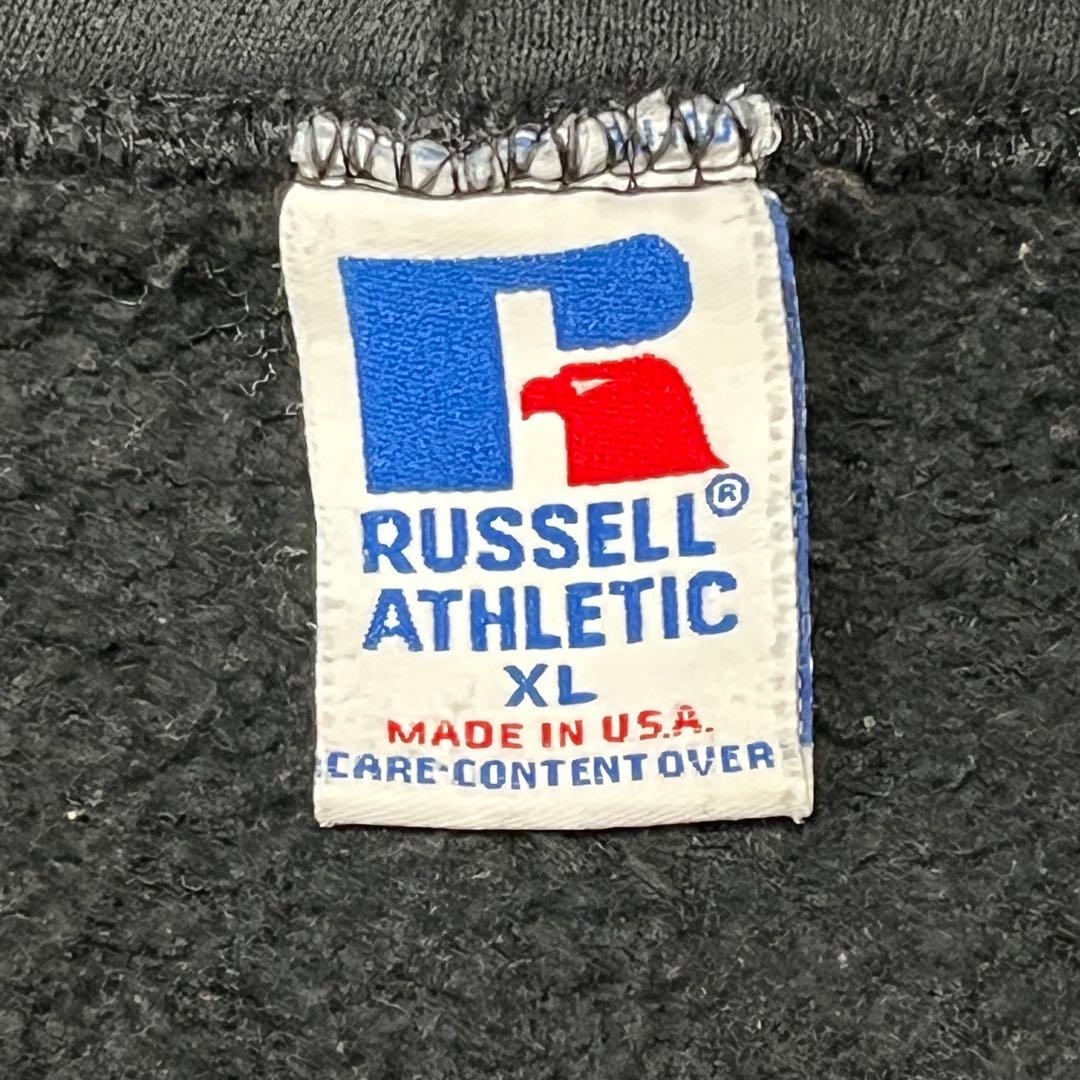 RUSSELL®
ATHLETIC
XL
MADE IN U.S.A.
CARE·CONTENT OVER